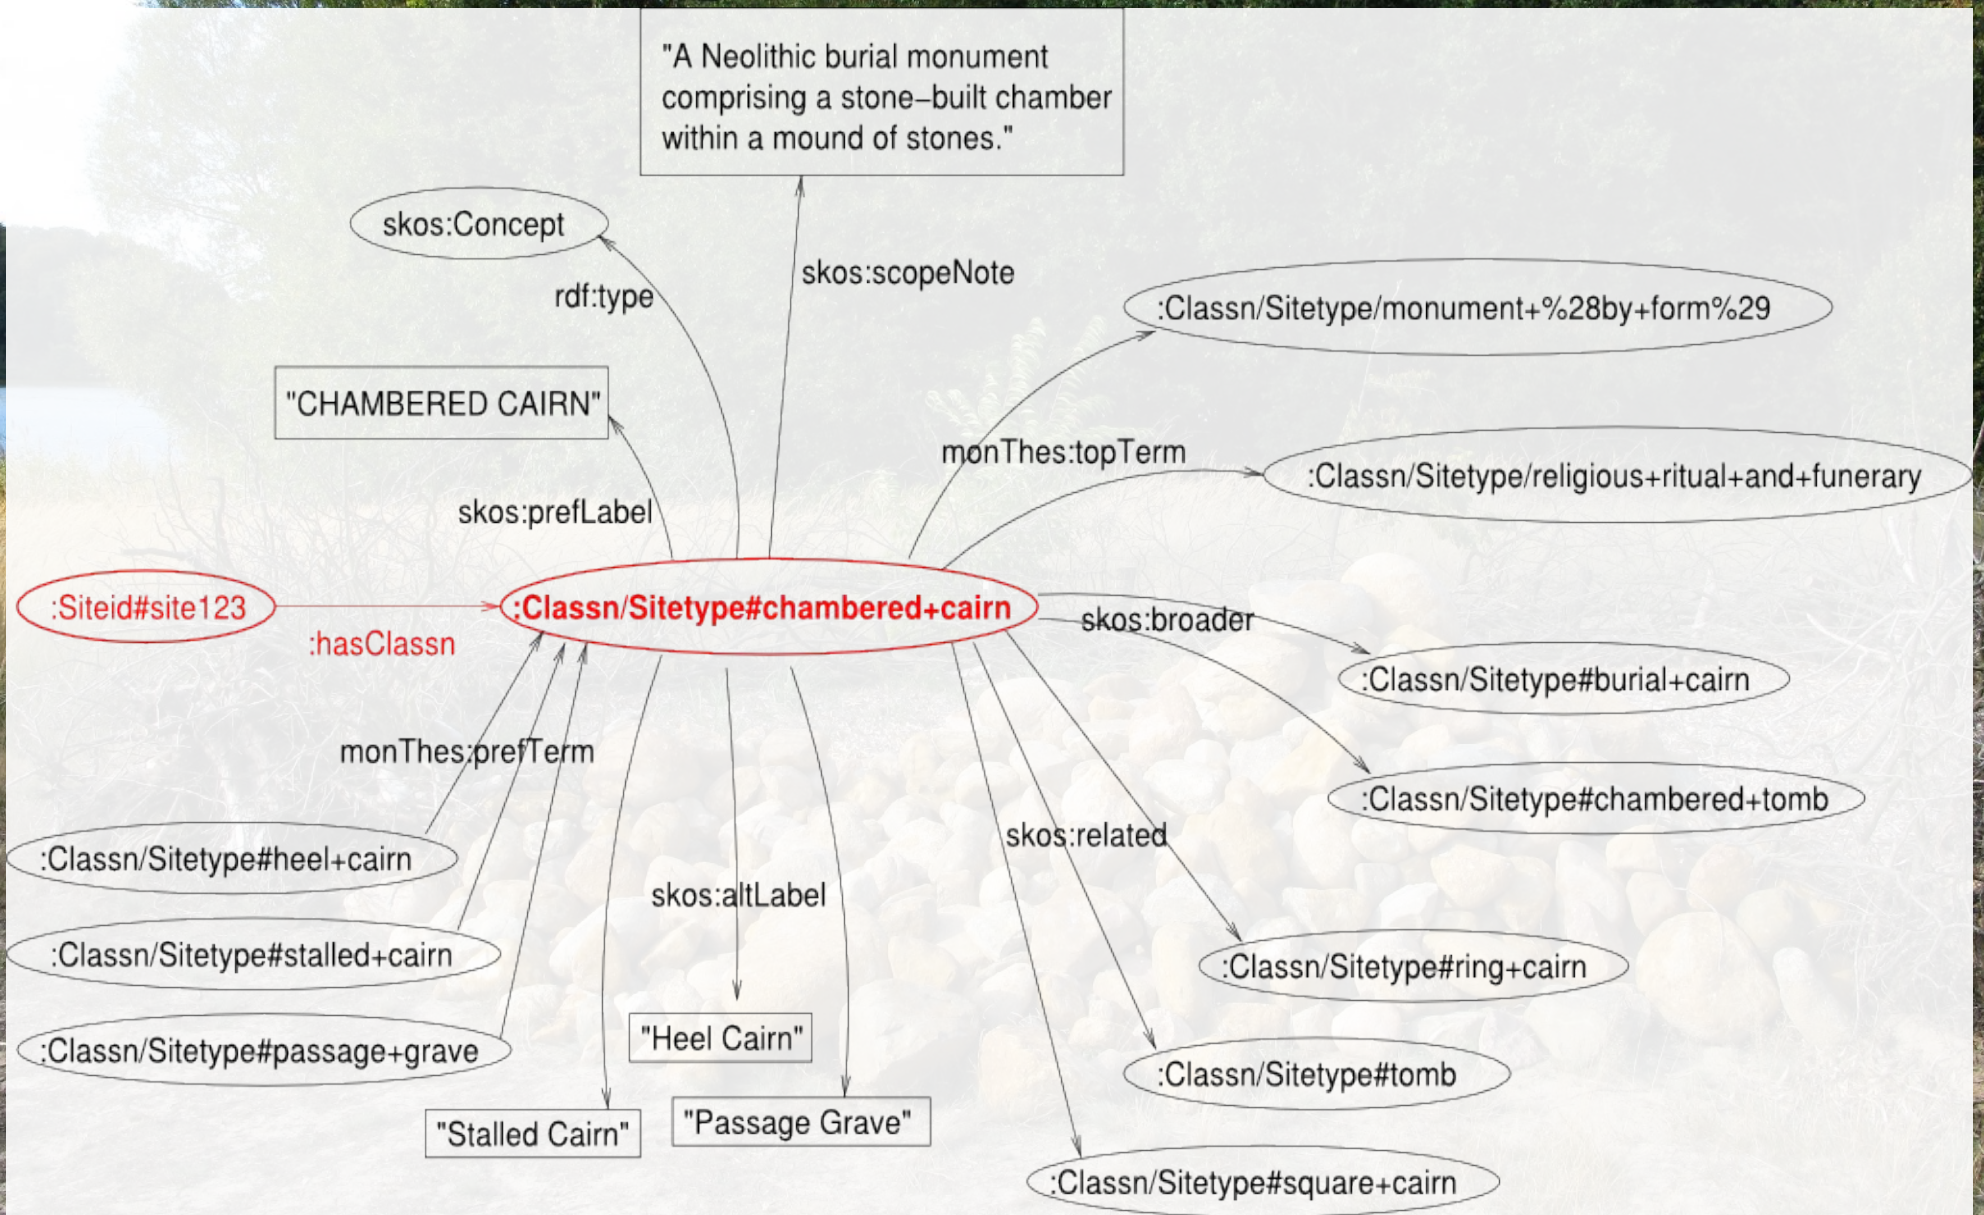 "A Neolithic burial monument
comprising a stone–built chamber
within a mound of stones."
skos:Concept
skos:scopeNote
rdf:type
:Classn/Sitetype/monument+%28by+form%29
"CHAMBERED CAIRN"
monThes:topTerm
:Classn/Sitetype/religious+ritual+and+funerary
skos:prefLabel
:Siteid#site123
:hasClassn
:Classn/Sitetype#chambered+cairn
skos:broader
:Classn/Sitetype#burial+cairn
monThes:prefTerm
:Classn/Sitetype#chambered+tomb
skos:related
:Classn/Sitetype#heel+cairn
skos:altLabel
:Classn/Sitetype#stalled+cairn
:Classn/Sitetype#ring+cairn
:Classn/Sitetype#passage+grave
"Heel Cairn"
:Classn/Sitetype#tomb
"Stalled Cairn"
"Passage Grave"
:Classn/Sitetype#square+cairn